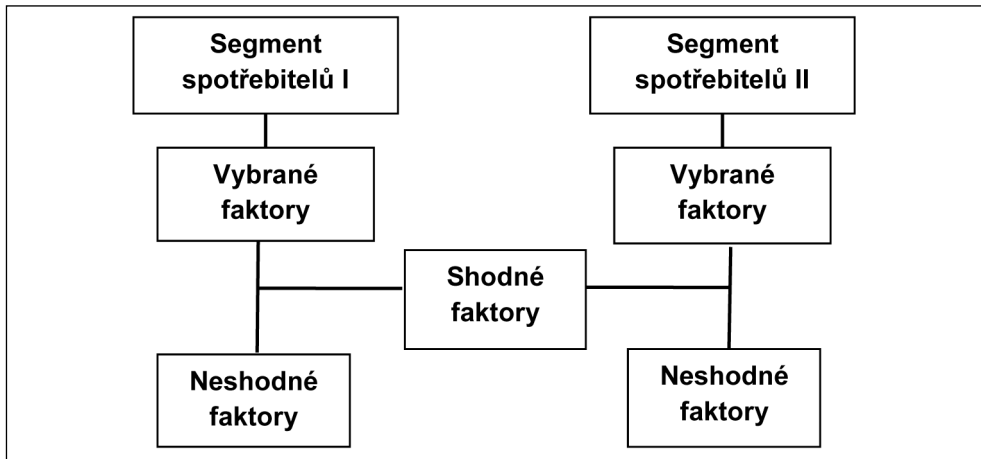 Segment
spotřebitelů I
Segment
spotřebitelů II
Vybrané
faktory
Vybrané
faktory
Shodné
faktory
Neshodné
faktory
Neshodné
faktory